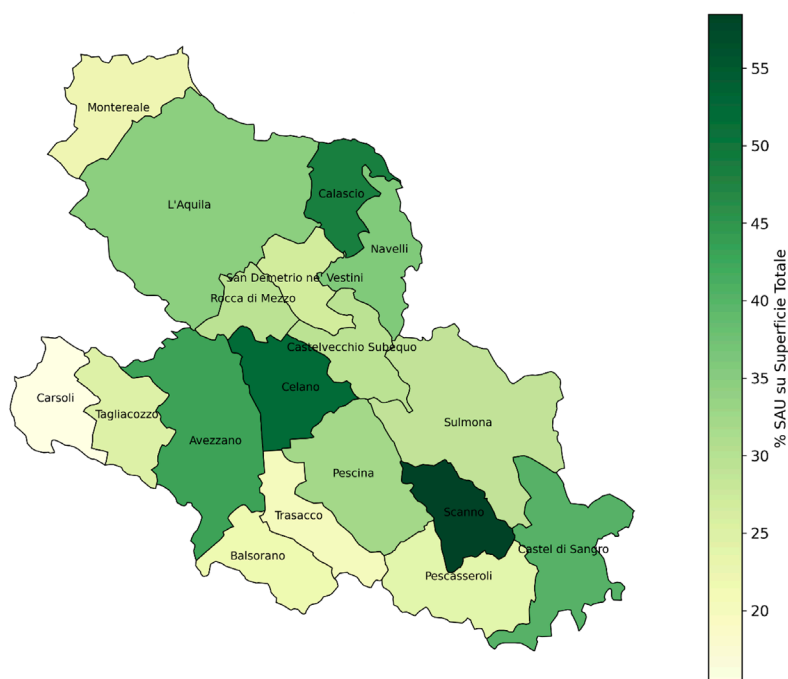 Montereale
L'Aquila
Calascio
Navelli
San Demetrio ne' Vestini
Rocca di Mezzo
Castelvecchio Subequo
Carsoli
Tagliacozzo
Avezzano
Celano
Sulmona
Pescina
Trasacco
Scanno
Balsorano
Pescasseroli
Castel di Sangro
55
50
45
40
35
30
25
20
% SAU su Superficie Totale